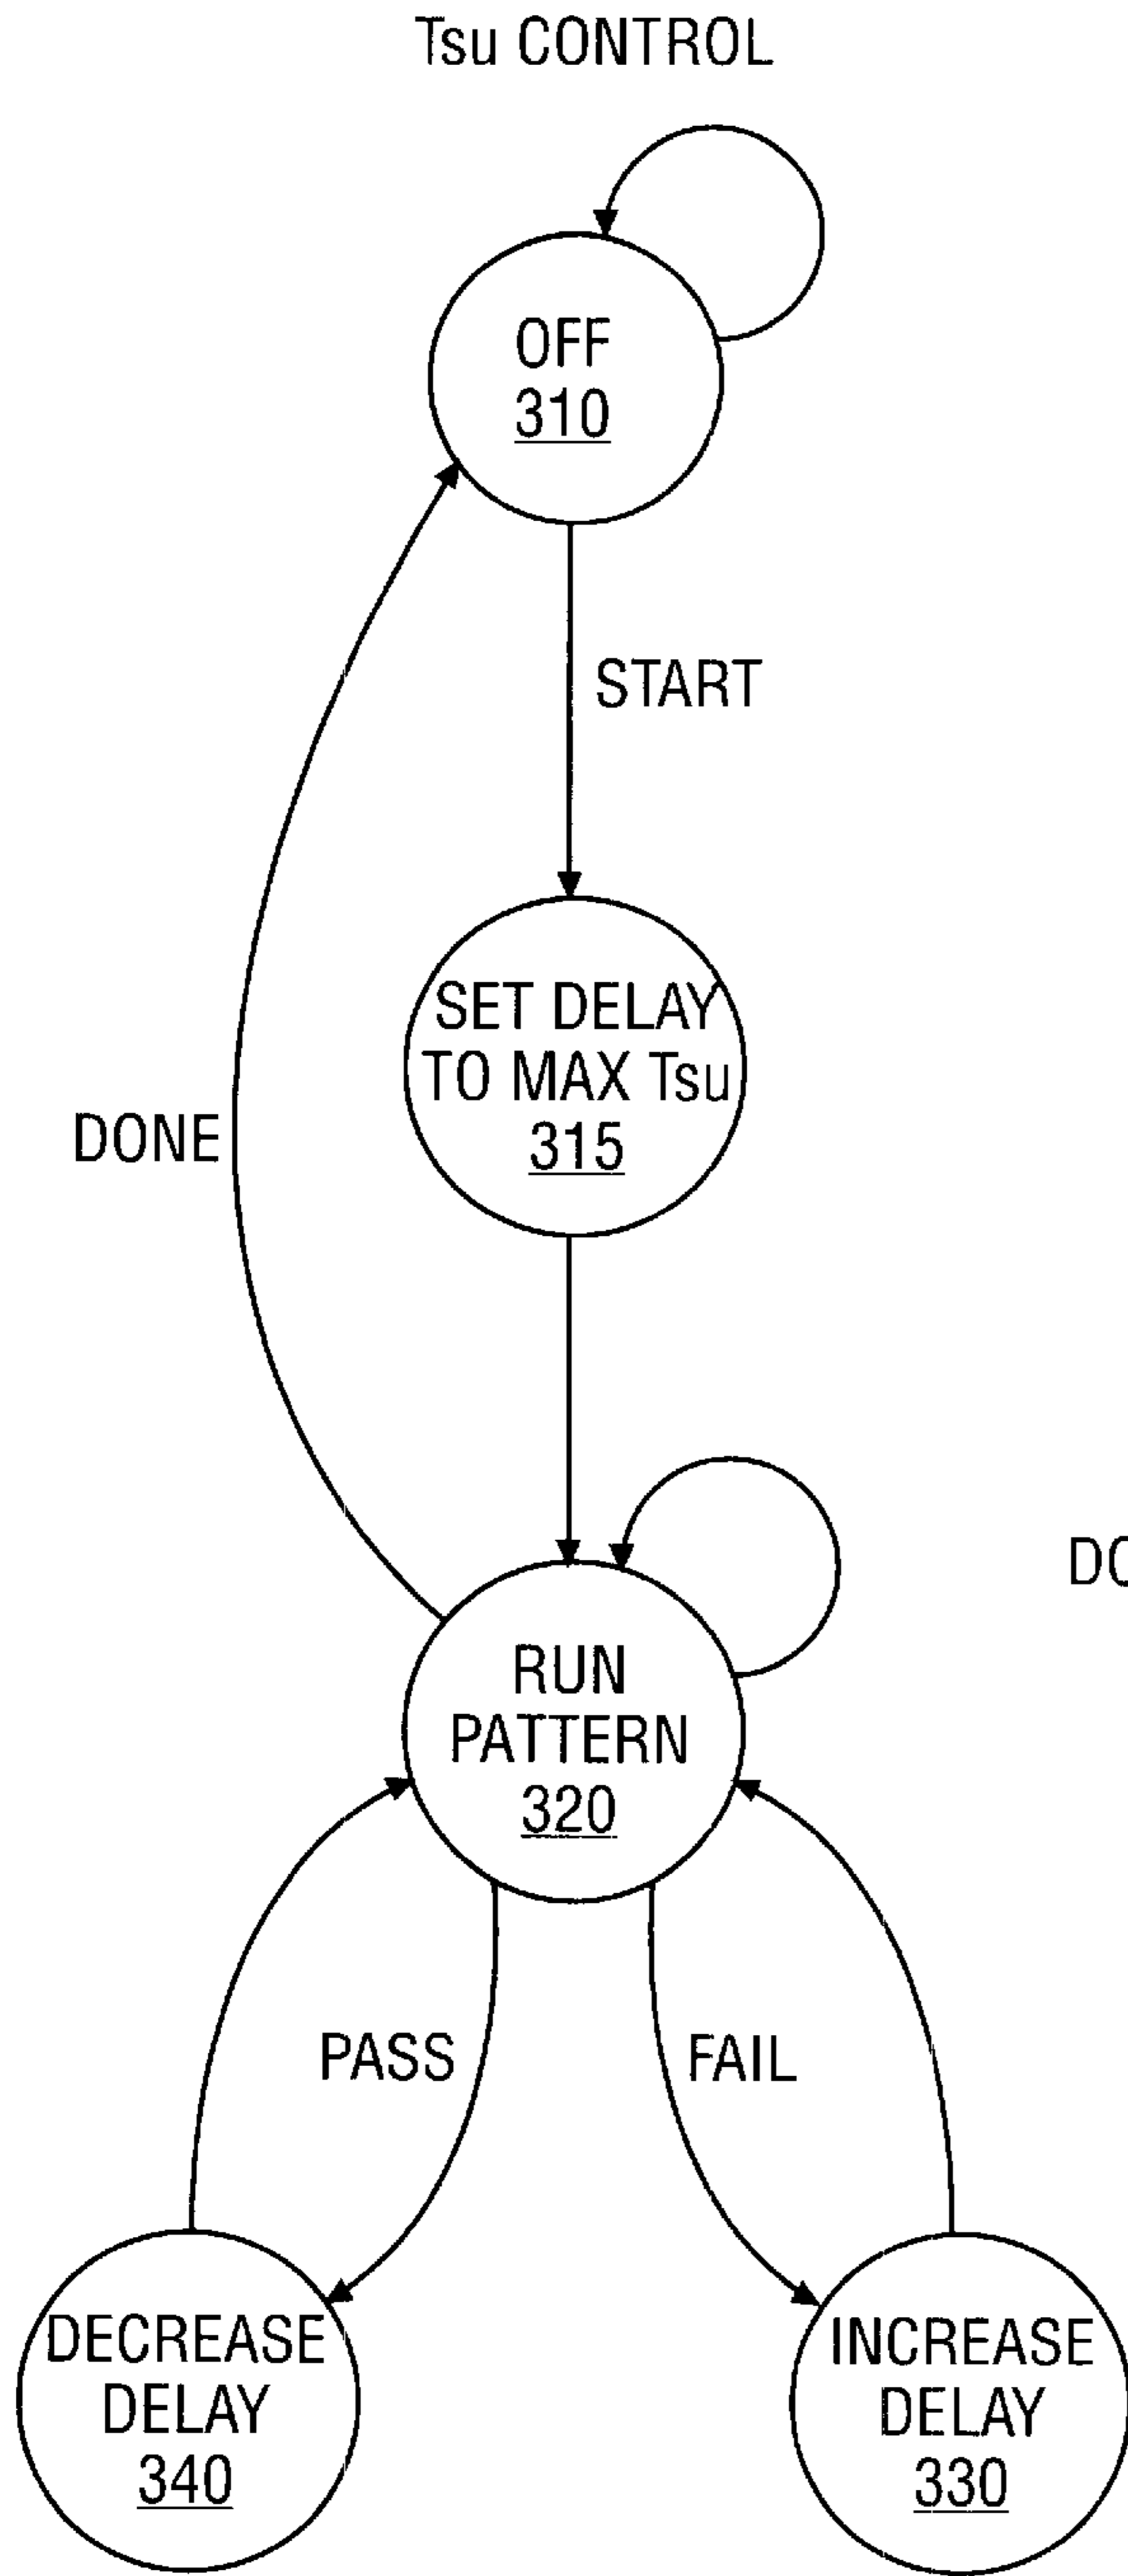 Tsu CONTROL
OFF
310
START
SET DELAY
TO MAX Tsu
315
DONE
RUN
PATTERN
320
PASS
FAIL
DECREASE
DELAY
340
INCREASE
DELAY
330